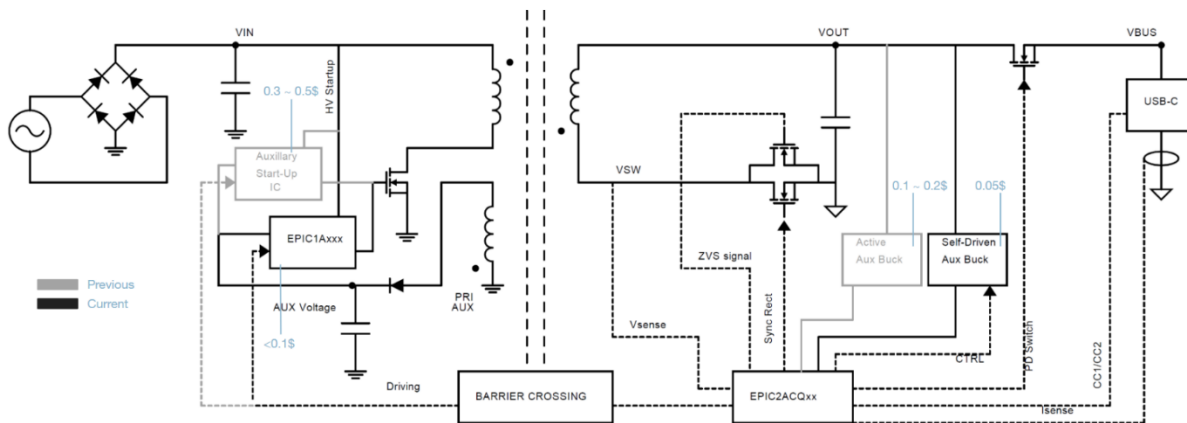 VIN
VOUT
VBUS
HV Startup
0.3 ~ 0.5$
USB-C
Auxillary
Start-Up
IC
VSW
0.1 ~ 0.2$
0.05$
EPIC1Axxx
Active
Aux Buck
Self-Driven
Aux Buck
ZVS signal
Previous
Current
PRI
AUX
AUX Voltage
Vsense
Sync Rect
PD Switch
CC1/CC2
<0.1$
CTRL
Driving
BARRIER CROSSING
EPIC2ACQxx
Isense